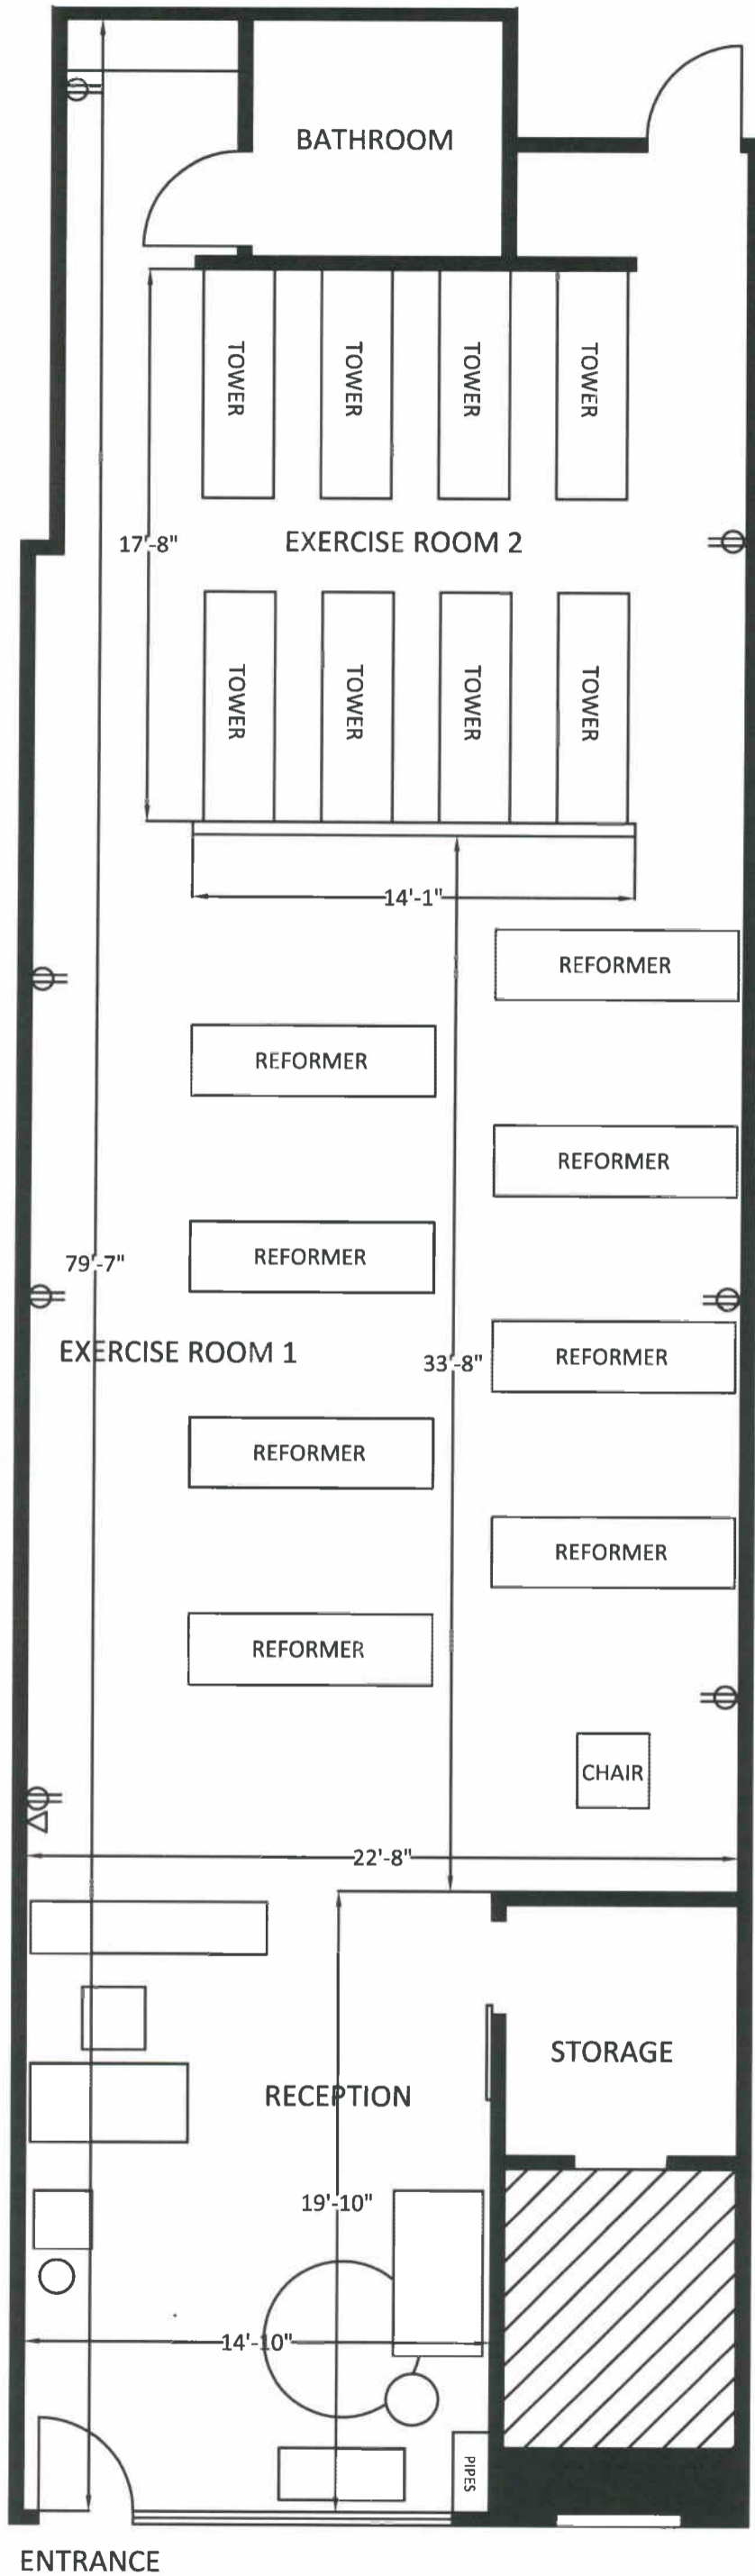 BATHROOM
TOWER
TOWER
TOWER
TOWER
17'-8"
EXERCISE ROOM 2
TOWER
TOWER
TOWER
TOWER
14'-1"
REFORMER
REFORMER
REFORMER
REFORMER
79'-7"
EXERCISE ROOM 1
33'-8"
REFORMER
REFORMER
REFORMER
REFORMER
CHAIR
22'-8"
STORAGE
RECEPTION
19'-10"
14'-10"
PIPES
ENTRANCE